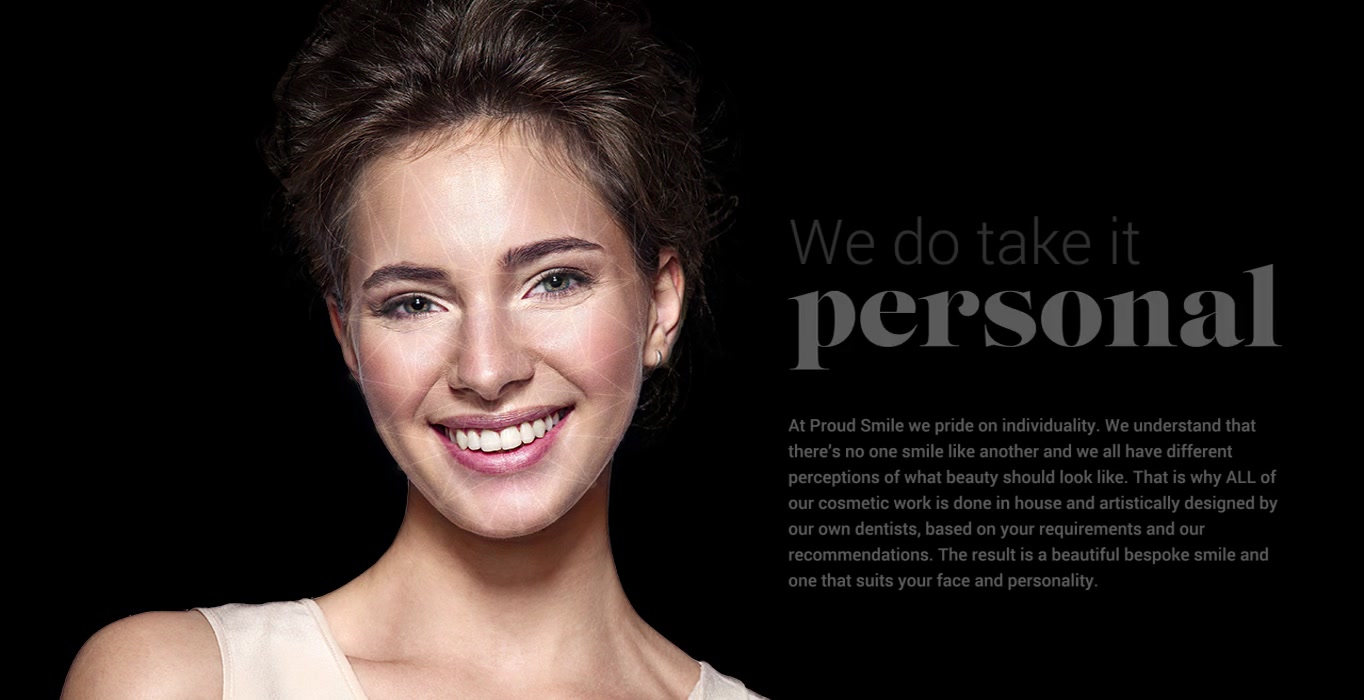 We do take it
personal
At Proud Smile we pride on individuality. We understand that
there's no one smile like another and we all have different
perceptions of what beauty should look like. That is why ALL of
our cosmetic work is done in house and artistically designed by
our own dentists, based on your requirements and our
recommendations. The result is a beautiful bespoke smile and
one that suits your face and personality.